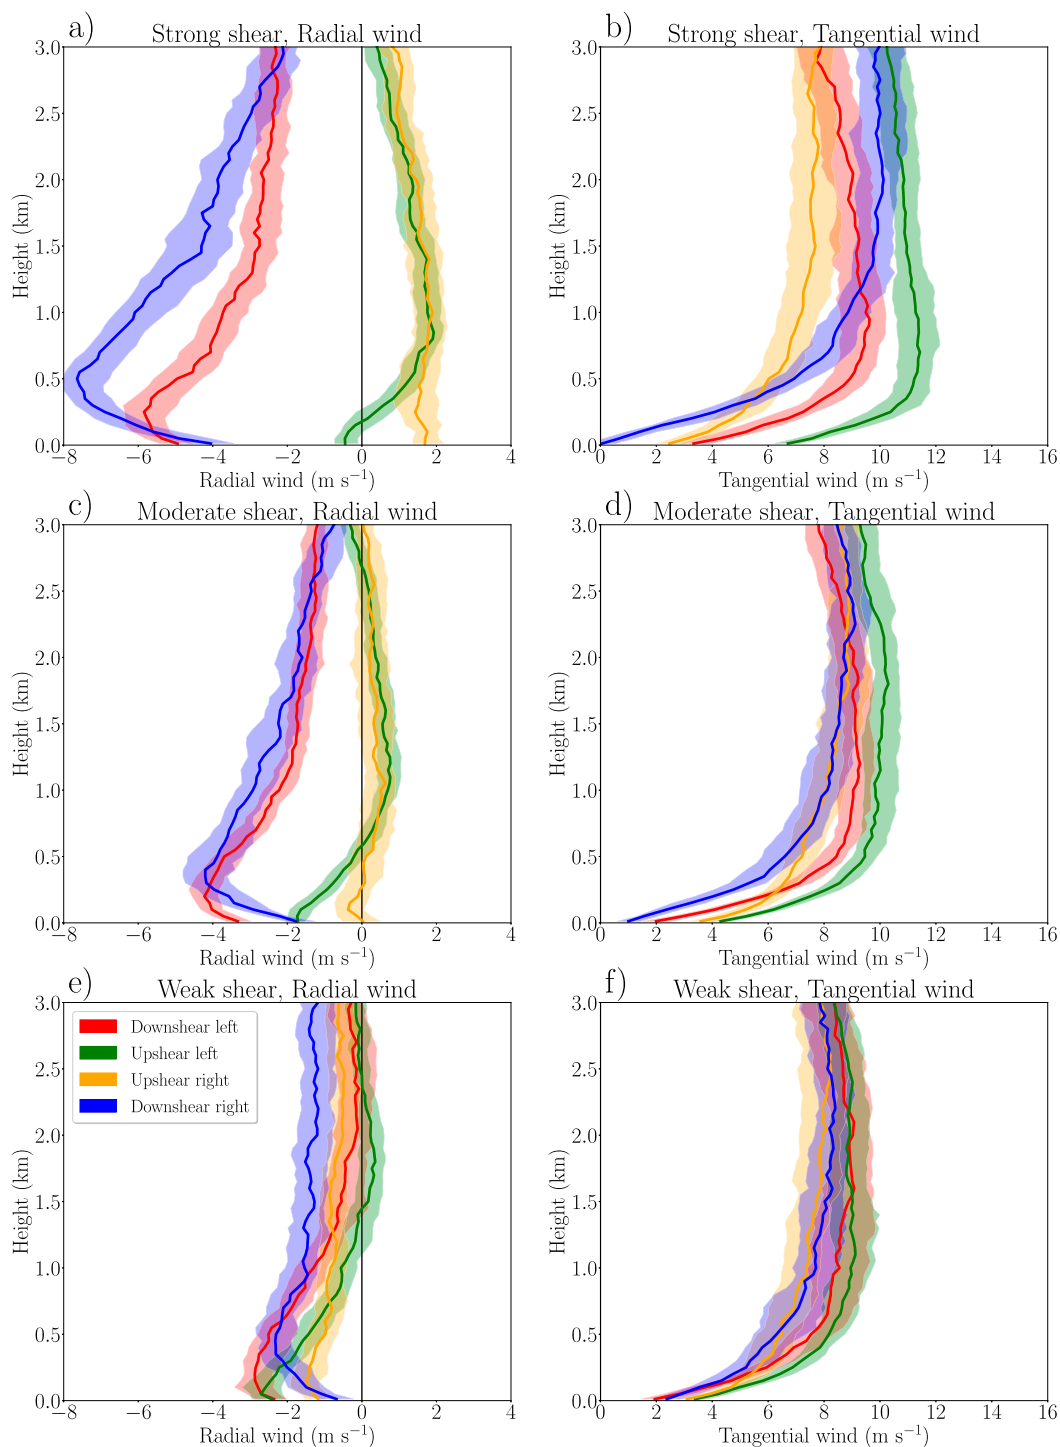 a) Strong shear, Radial wind
3.0
2.5
2.0
1.5
1.0
0.5
0.0
Height (km)
−8 −6 −4 −2 0 2 4
Radial wind (m s⁻¹)
b) Strong shear, Tangential wind
3.0
2.5
2.0
1.5
1.0
0.5
0.0
Height (km)
0 2 4 6 8 10 12 14 16
Tangential wind (m s⁻¹)
c) Moderate shear, Radial wind
3.0
2.5
2.0
1.5
1.0
0.5
0.0
Height (km)
−8 −6 −4 −2 0 2 4
Radial wind (m s⁻¹)
d) Moderate shear, Tangential wind
3.0
2.5
2.0
1.5
1.0
0.5
0.0
Height (km)
0 2 4 6 8 10 12 14 16
Tangential wind (m s⁻¹)
e) Weak shear, Radial wind
3.0
2.5
2.0
1.5
1.0
0.5
0.0
Height (km)
Downshear left
Upshear left
Upshear right
Downshear right
−8 −6 −4 −2 0 2 4
Radial wind (m s⁻¹)
f) Weak shear, Tangential wind
3.0
2.5
2.0
1.5
1.0
0.5
0.0
Height (km)
0 2 4 6 8 10 12 14 16
Tangential wind (m s⁻¹)